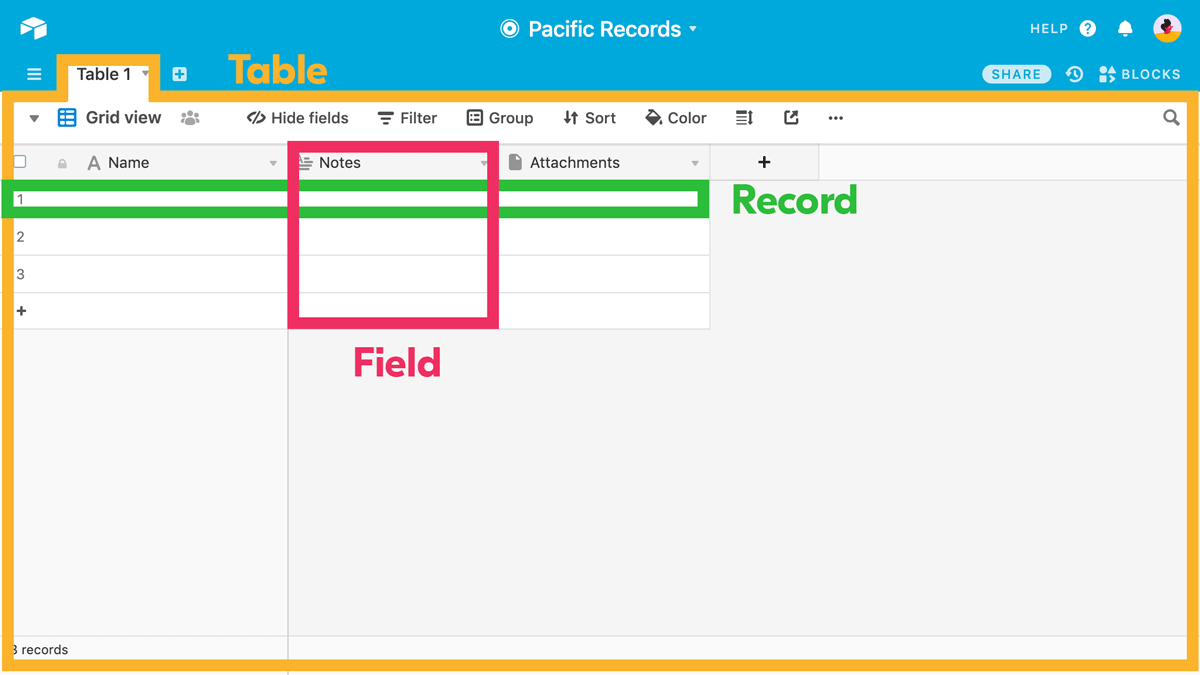 Pacific Records
HELP ?
Table 1
Table
SHARE
BLOCKS
Grid view
Hide fields
Filter
Group
Sort
Color
A Name
Notes
Attachments
+
1
Record
2
3
+
Field
3 records